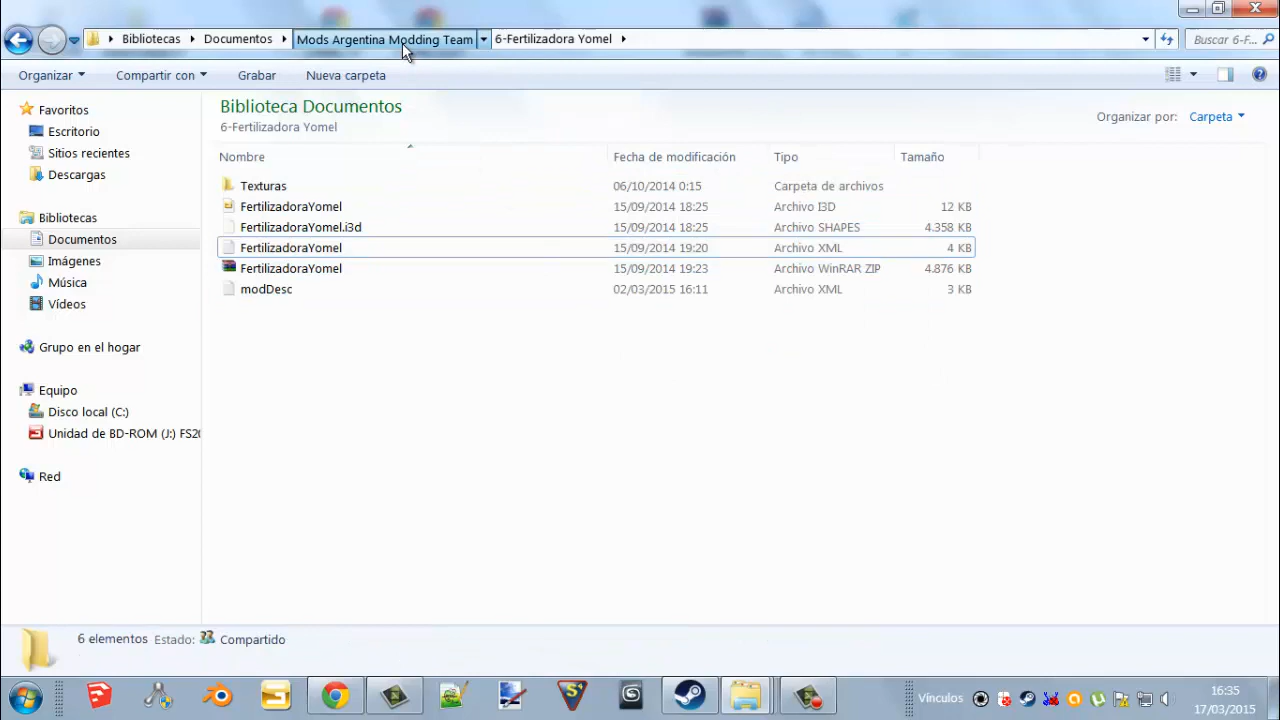 Bibliotecas Documentos Mods Argentina Modding Team 6-Fertilizadora Yomel Buscar 6-F...
Organizar Compartir con Grabar Nueva carpeta
Favoritos
Escritorio
Sitios recientes
Descargas
Bibliotecas
Documentos
Imágenes
Música
Vídeos
Grupo en el hogar
Equipo
Disco local (C:)
Unidad de BD-ROM (J:) FS20
Red
Biblioteca Documentos
6-Fertilizadora Yomel
Organizar por: Carpeta
Nombre Fecha de modificación Tipo Tamaño
Texturas 06/10/2014 0:15 Carpeta de archivos
FertilizadoraYomel 15/09/2014 18:25 Archivo I3D 12 KB
FertilizadoraYomel.i3d 15/09/2014 18:25 Archivo SHAPES 4.358 KB
FertilizadoraYomel 15/09/2014 19:20 Archivo XML 4 KB
FertilizadoraYomel 15/09/2014 19:23 Archivo WinRAR ZIP 4.876 KB
modDesc 02/03/2015 16:11 Archivo XML 3 KB
6 elementos Estado: Compartido
Vínculos
16:35
17/03/2015